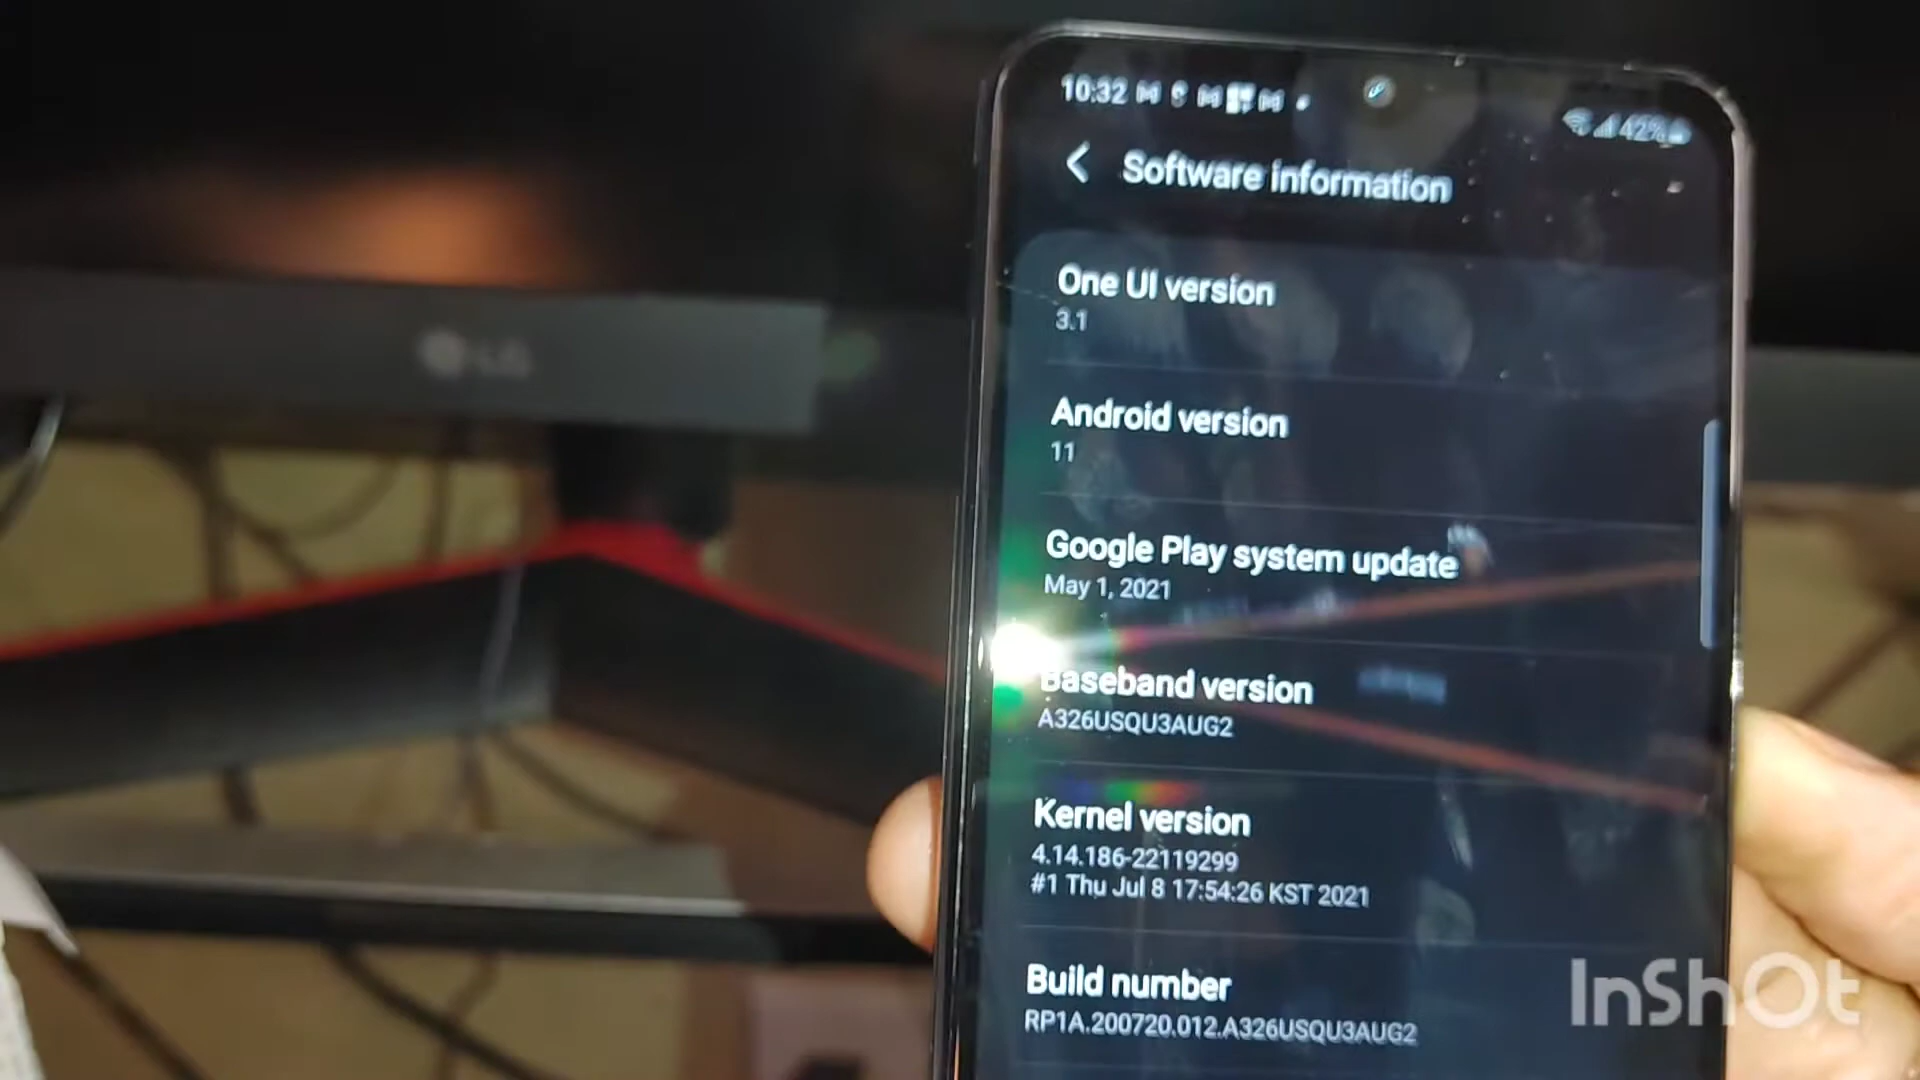 10:32
42%
Software information
One UI version
3.1
Android version
11
Google Play system update
May 1, 2021
Baseband version
A326USQU3AUG2
Kernel version
4.14.186-22119299
#1 Thu Jul 8 17:54:26 KST 2021
Build number
RP1A.200720.012.A326USQU3AUG2
LG
InShOt